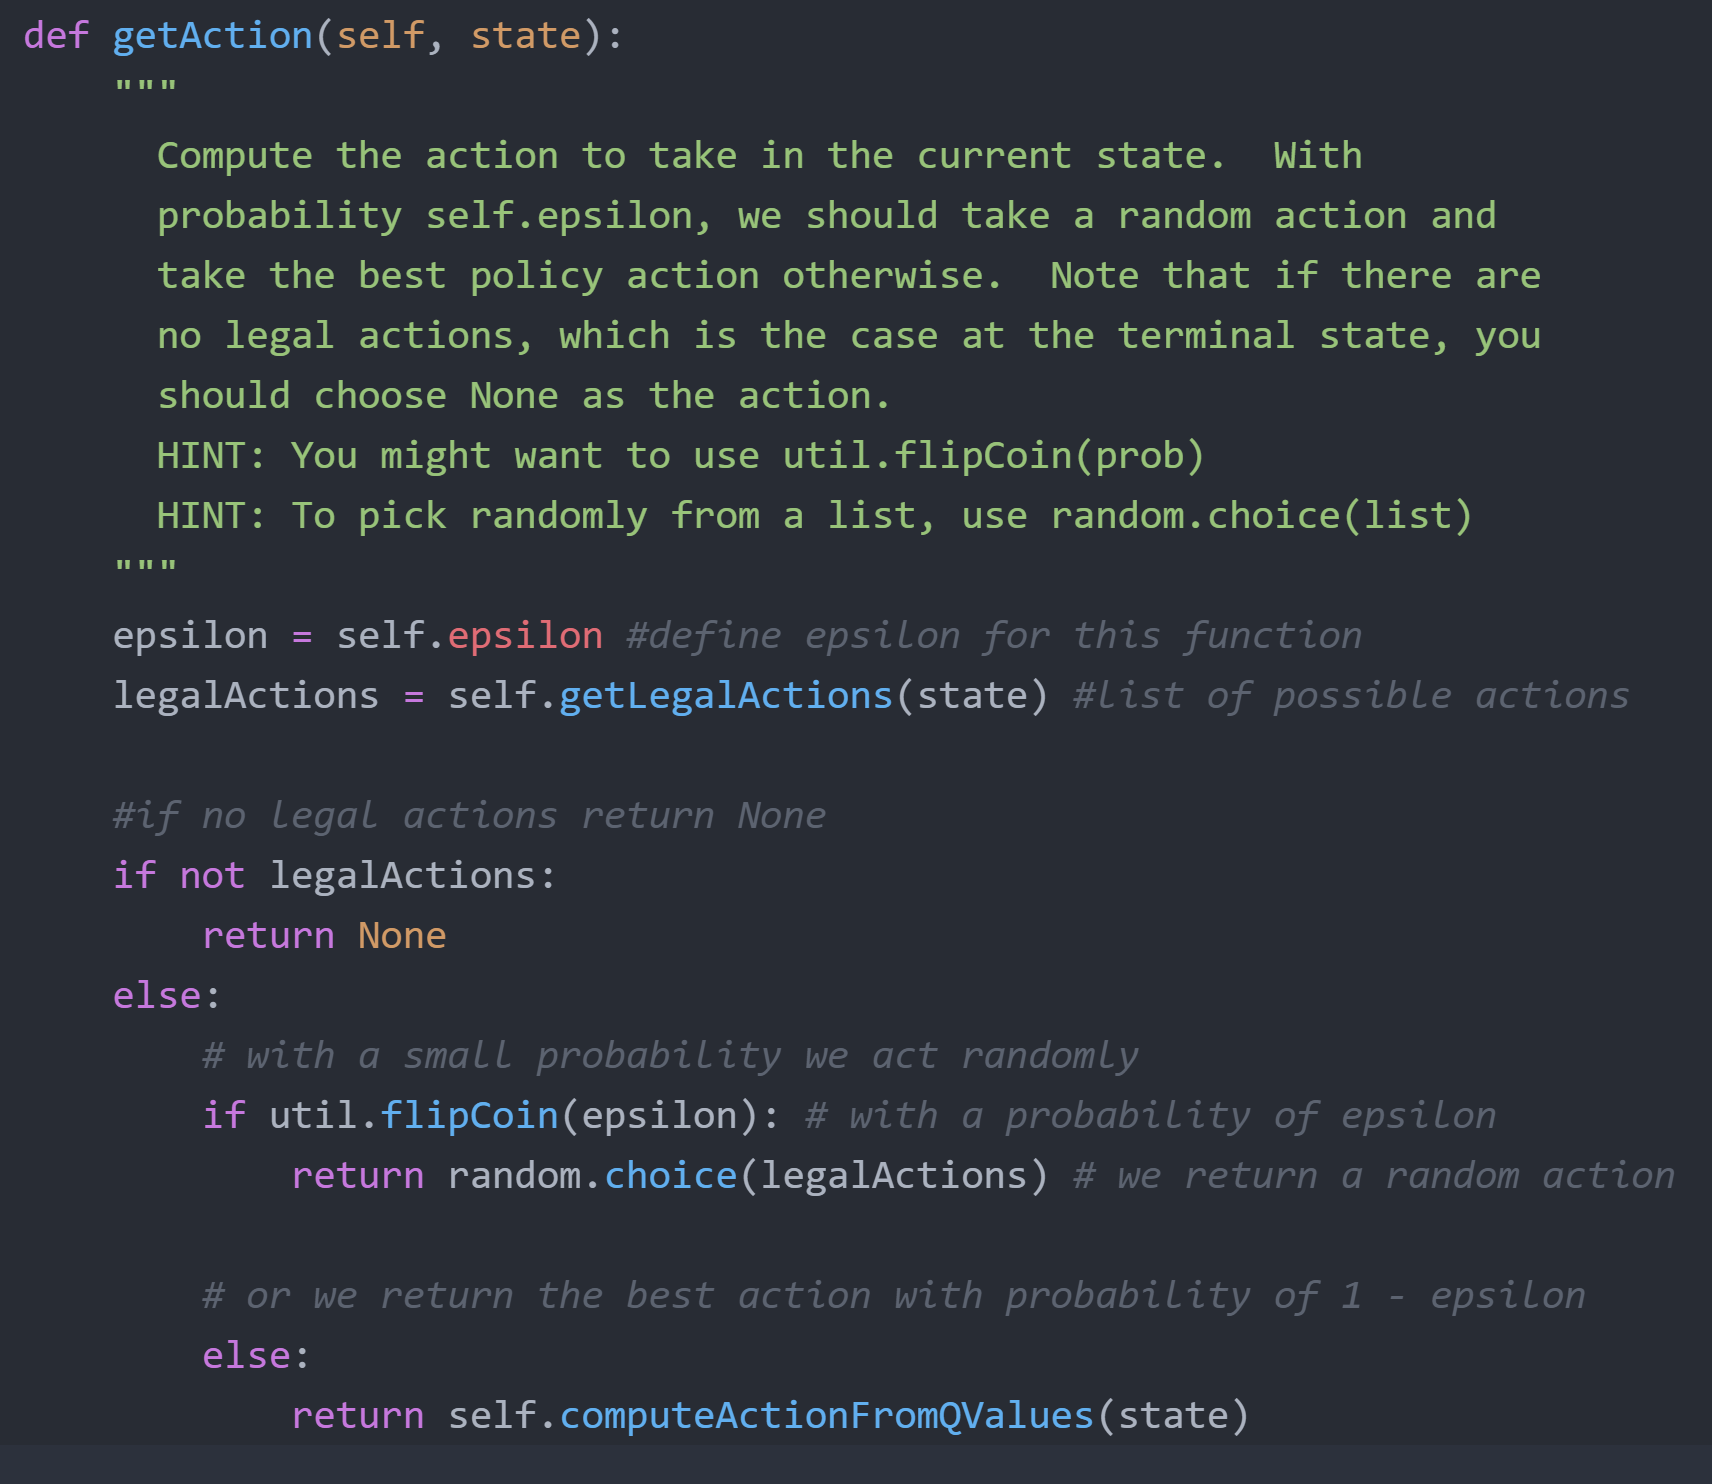 def getAction(self, state):
    """
      Compute the action to take in the current state.  With
      probability self.epsilon, we should take a random action and
      take the best policy action otherwise.  Note that if there are
      no legal actions, which is the case at the terminal state, you
      should choose None as the action.
      HINT: You might want to use util.flipCoin(prob)
      HINT: To pick randomly from a list, use random.choice(list)
    """
    epsilon = self.epsilon #define epsilon for this function
    legalActions = self.getLegalActions(state) #list of possible actions

    #if no legal actions return None
    if not legalActions:
        return None
    else:
        # with a small probability we act randomly
        if util.flipCoin(epsilon): # with a probability of epsilon
            return random.choice(legalActions) # we return a random action

        # or we return the best action with probability of 1 - epsilon
        else:
            return self.computeActionFromQValues(state)